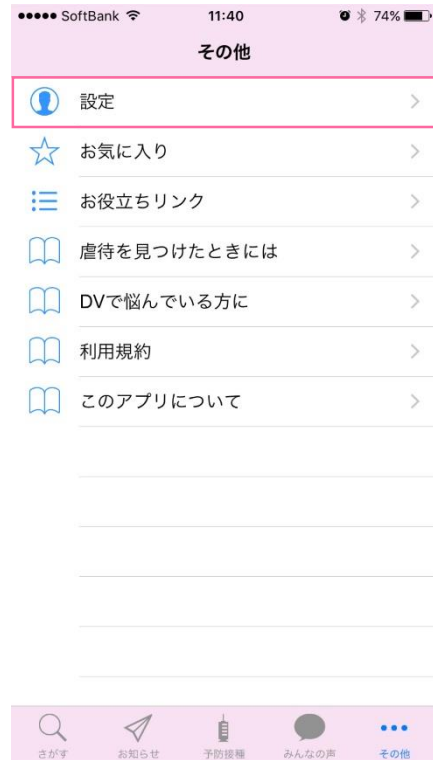 SoftBank 11:40 74%
その他
設定
お気に入り
お役立ちリンク
虐待を見つけたときには
DVで悩んでいる方に
利用規約
このアプリについて
さがす お知らせ 予防接種 みんなの声 その他